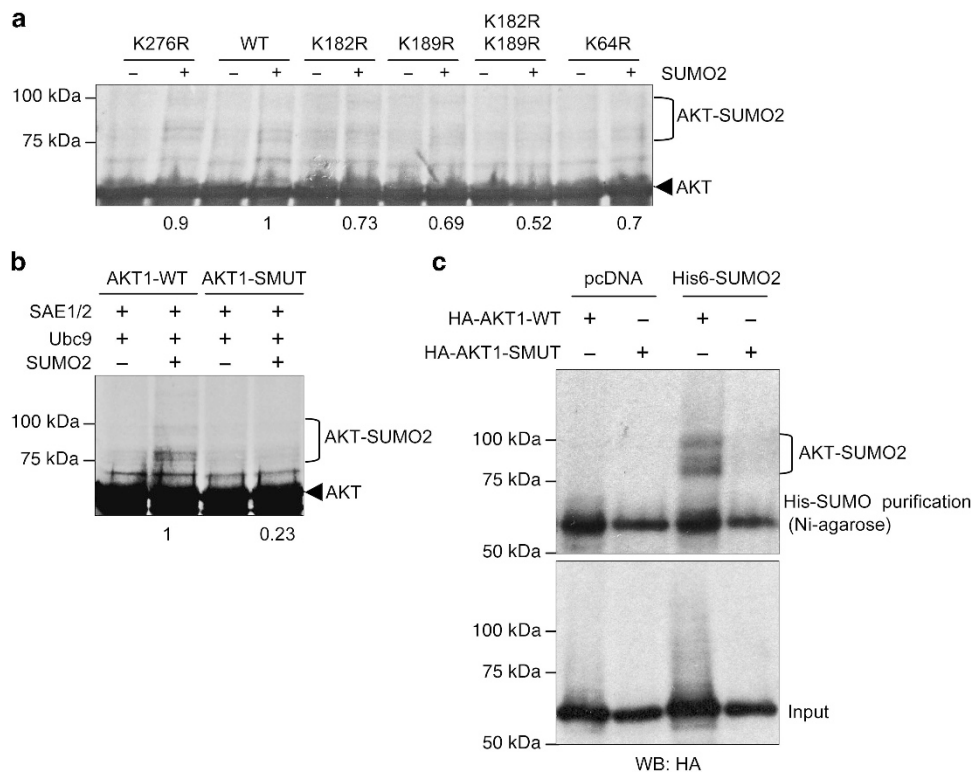 a
K276R WT K182R K189R K182R K189R K64R
– + – + – + – + – + – + SUMO2
100 kDa
75 kDa
AKT-SUMO2
AKT
0.9 1 0.73 0.69 0.52 0.7
b
AKT1-WT AKT1-SMUT
SAE1/2 + + + +
Ubc9 + + + +
SUMO2 – + – +
100 kDa
75 kDa
AKT-SUMO2
AKT
1 0.23
c
pcDNA His6-SUMO2
HA-AKT1-WT + – + –
HA-AKT1-SMUT – + – +
100 kDa
75 kDa
50 kDa
AKT-SUMO2
His-SUMO purification
(Ni-agarose)
100 kDa
75 kDa
50 kDa
Input
WB: HA